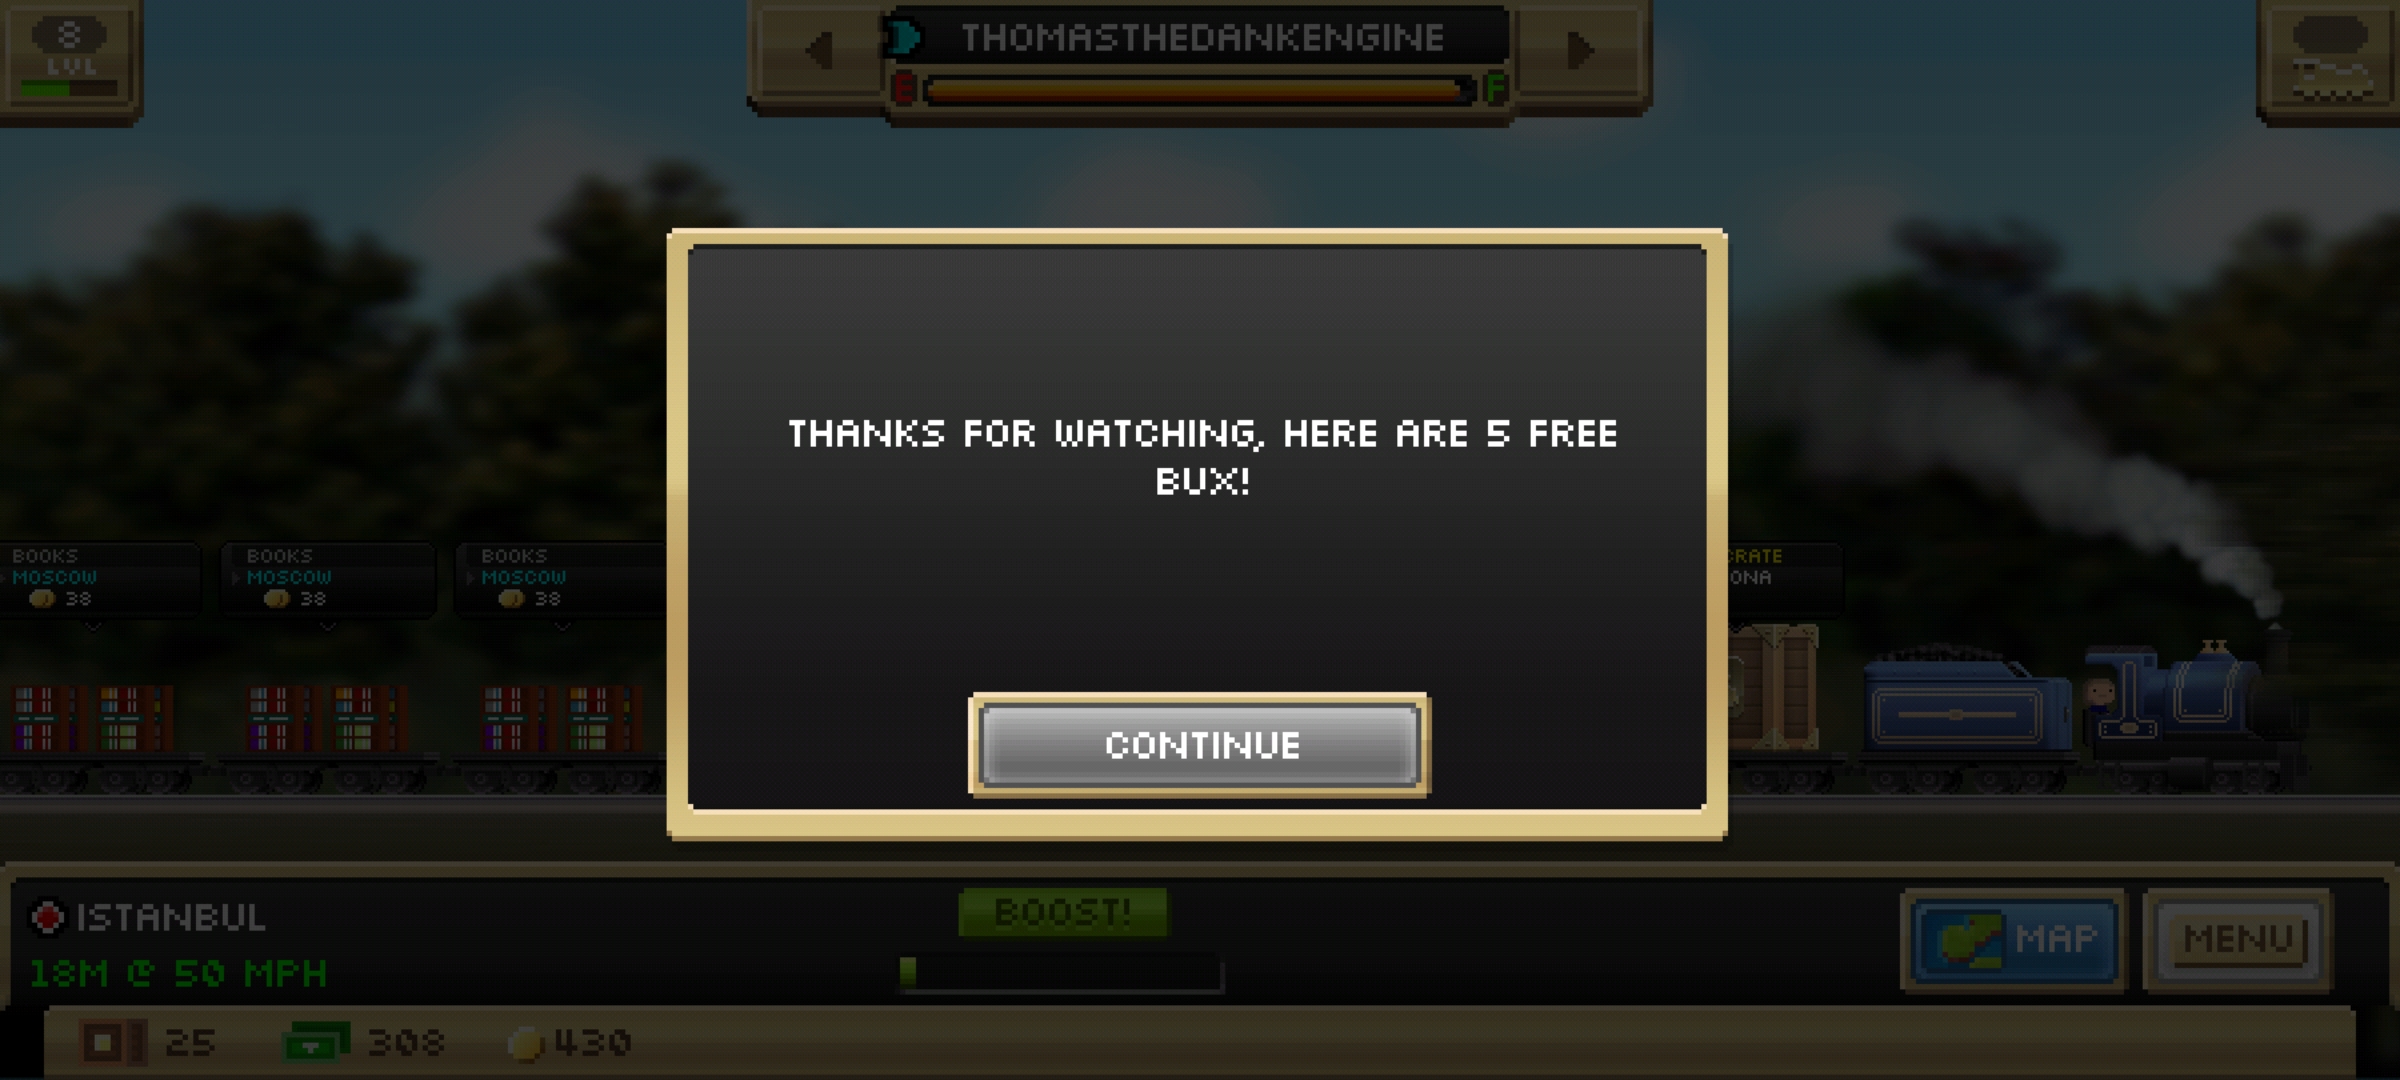 8
LVL
THOMASTHEDANKENGINE
E F
THANKS FOR WATCHING, HERE ARE 5 FREE
BUX!
BOOKS
MOSCOW
38
BOOKS
MOSCOW
38
BOOKS
MOSCOW
38
CRATE
ONA
CONTINUE
ISTANBUL
18M @ 50 MPH
BOOST!
MAP
MENU
25
308
430